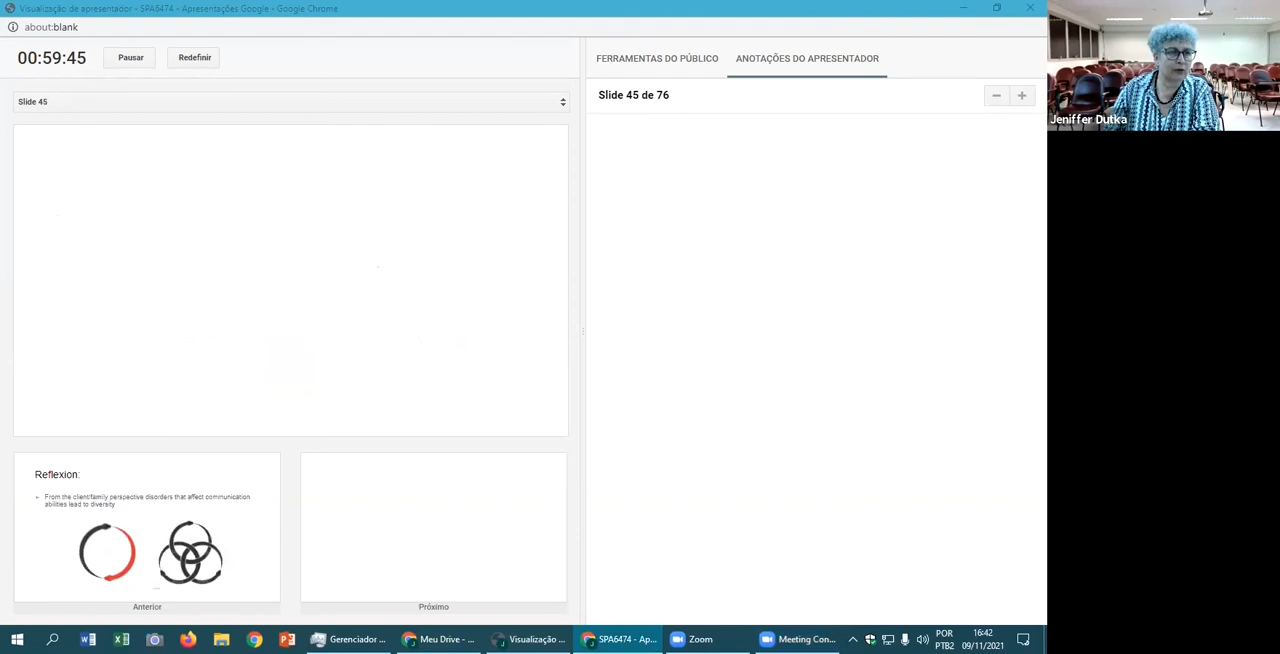 Visualização de apresentador - SPA6474 - Apresentações Google - Google Chrome
about:blank
00:59:45
Pausar
Redefinir
FERRAMENTAS DO PÚBLICO
ANOTAÇÕES DO APRESENTADOR
Slide 45
Slide 45 de 76
Jeniffer Dutka
Reflexion:
From the client/family perspective disorders that affect communication
abilities lead to diversity
Anterior
Próximo
Gerenciador ...
Meu Drive - ...
Visualização ...
SPA6474 - Ap...
Zoom
Meeting Con...
POR
PTB2
16:42
09/11/2021